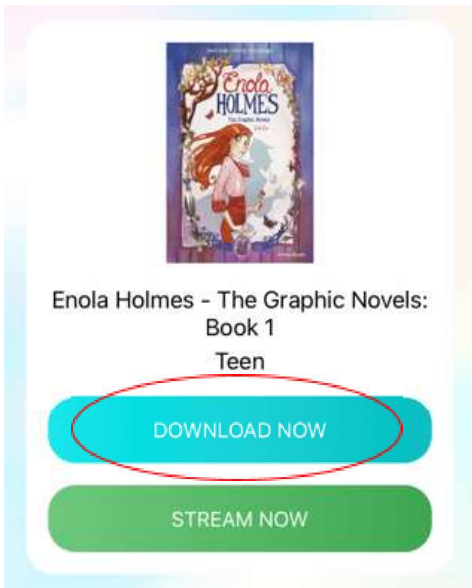 Enola
HOLMES
The Graphic Novels
Enola Holmes - The Graphic Novels:
Book 1
Teen
DOWNLOAD NOW
STREAM NOW